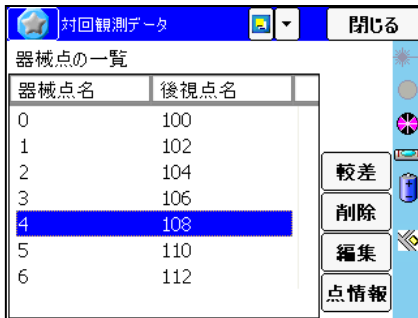 対回観測データ 閉じる
器械点の一覧
器械点名 後視点名
0 100
1 102
2 104
3 106
4 108
5 110
6 112
較差
削除
編集
点情報